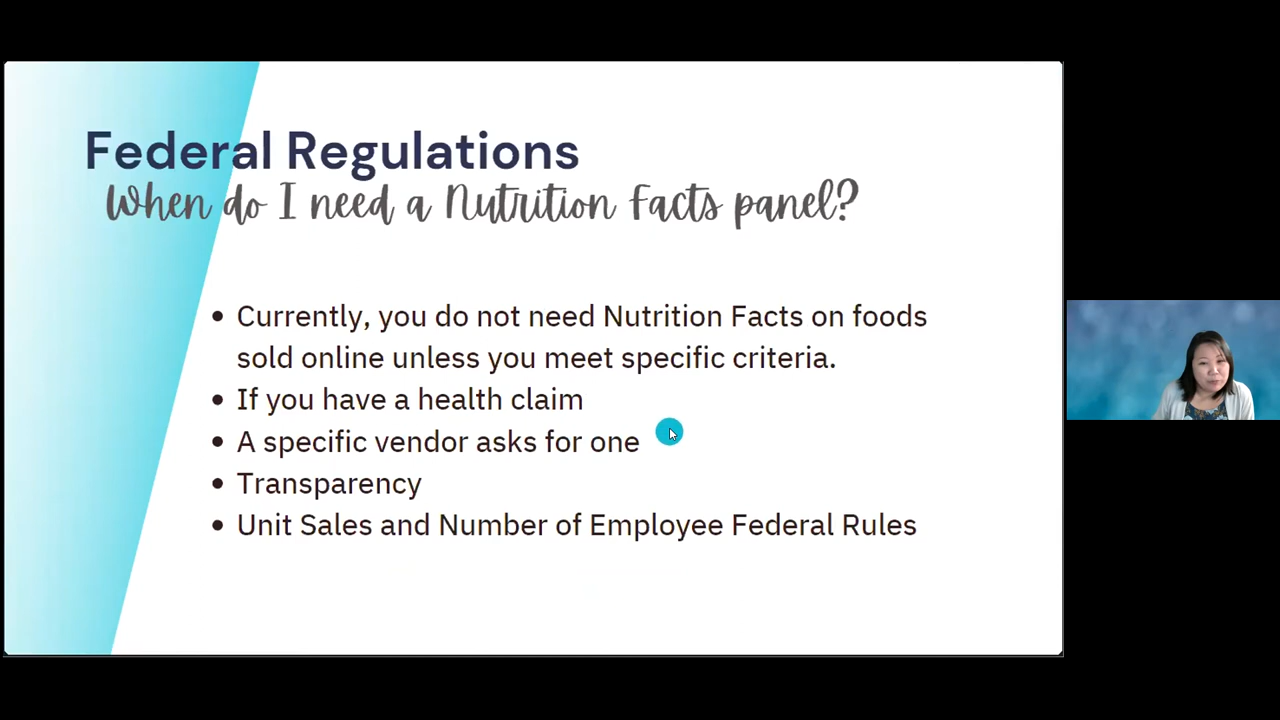 Federal Regulations
When do I need a Nutrition Facts panel?
• Currently, you do not need Nutrition Facts on foods
sold online unless you meet specific criteria.
• If you have a health claim
• A specific vendor asks for one
• Transparency
• Unit Sales and Number of Employee Federal Rules